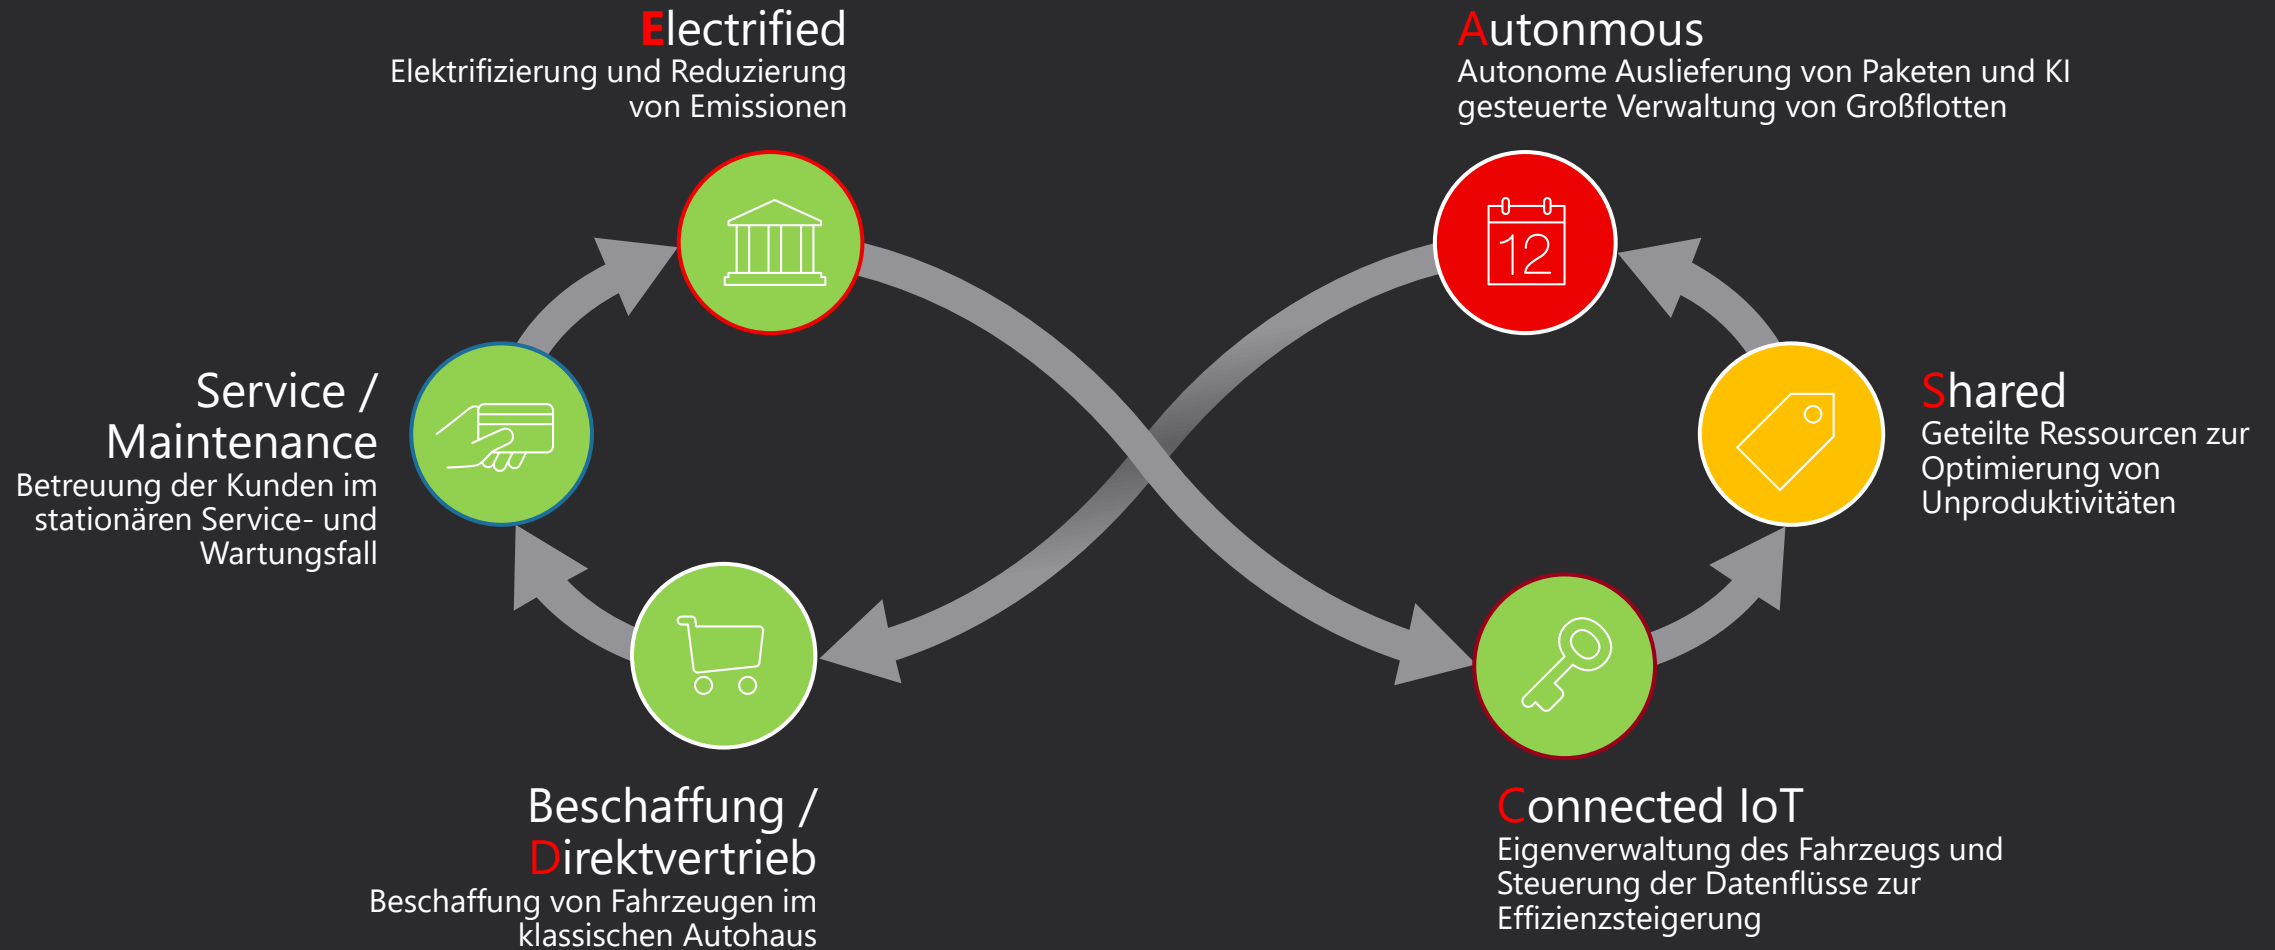 Electrified
Elektrifizierung und Reduzierung
von Emissionen
Autonmous
Autonome Auslieferung von Paketen und KI
gesteuerte Verwaltung von Großflotten
12
Service /
Maintenance
Betreuung der Kunden im
stationären Service- und
Wartungsfall
Shared
Geteilte Ressourcen zur
Optimierung von
Unproduktivitäten
Beschaffung /
Direktvertrieb
Beschaffung von Fahrzeugen im
klassischen Autohaus
Connected IoT
Eigenverwaltung des Fahrzeugs und
Steuerung der Datenflüsse zur
Effizienzsteigerung